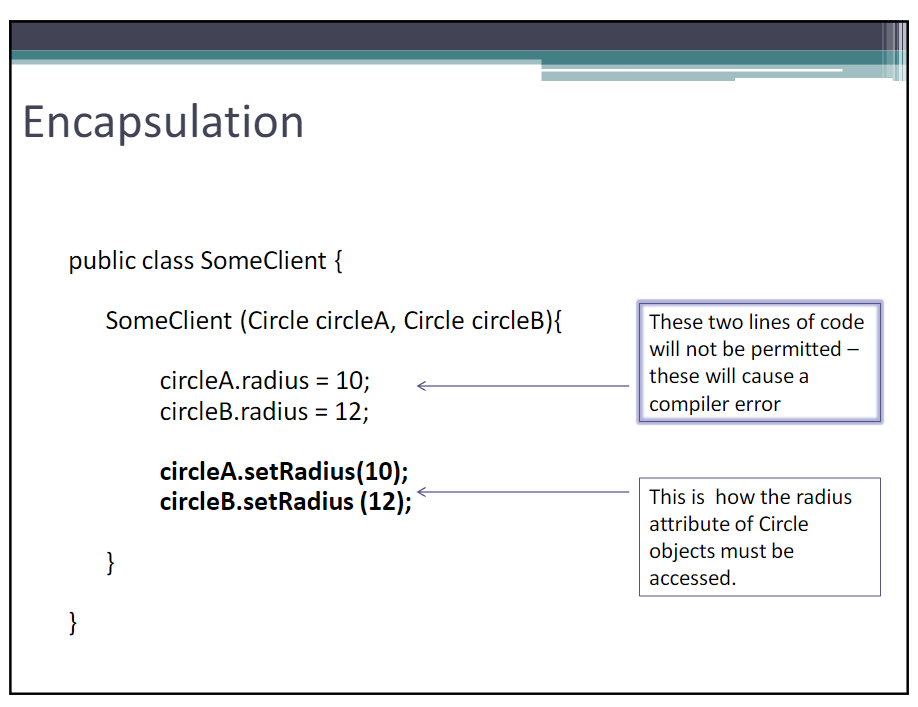 Encapsulation
public class SomeClient {
SomeClient (Circle circleA, Circle circleB){
circleA.radius = 10;
circleB.radius = 12;
circleA.setRadius(10);
circleB.setRadius (12);
}
}
These two lines of code
will not be permitted –
these will cause a
compiler error
This is how the radius
attribute of Circle
objects must be
accessed.